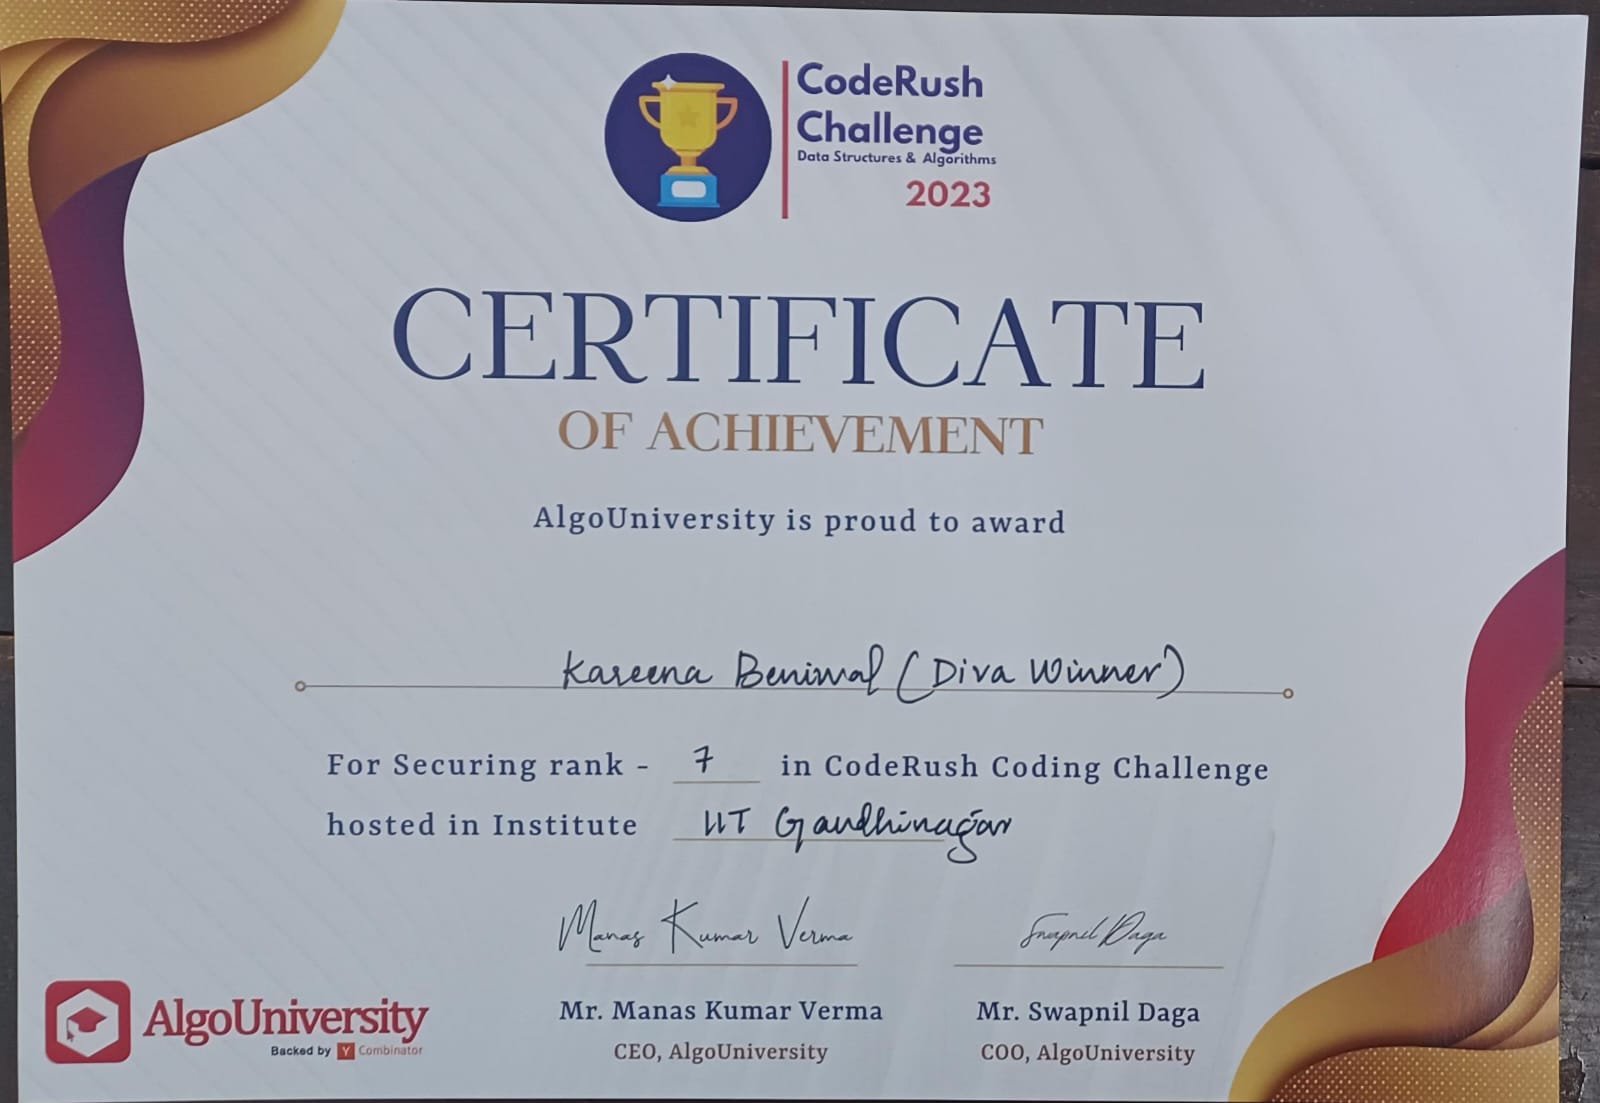 CodeRush
Challenge
Data Structures & Algorithms
2023
CERTIFICATE
OF ACHIEVEMENT
AlgoUniversity is proud to award
Kareena Beniwal (Diva Winner)
For Securing rank - 7 in CodeRush Coding Challenge
hosted in Institute IIT Gandhinagar
Manas Kumar Verma Swapnil Daga
Mr. Manas Kumar Verma Mr. Swapnil Daga
CEO, AlgoUniversity COO, AlgoUniversity
AlgoUniversity
Backed by Y Combinator